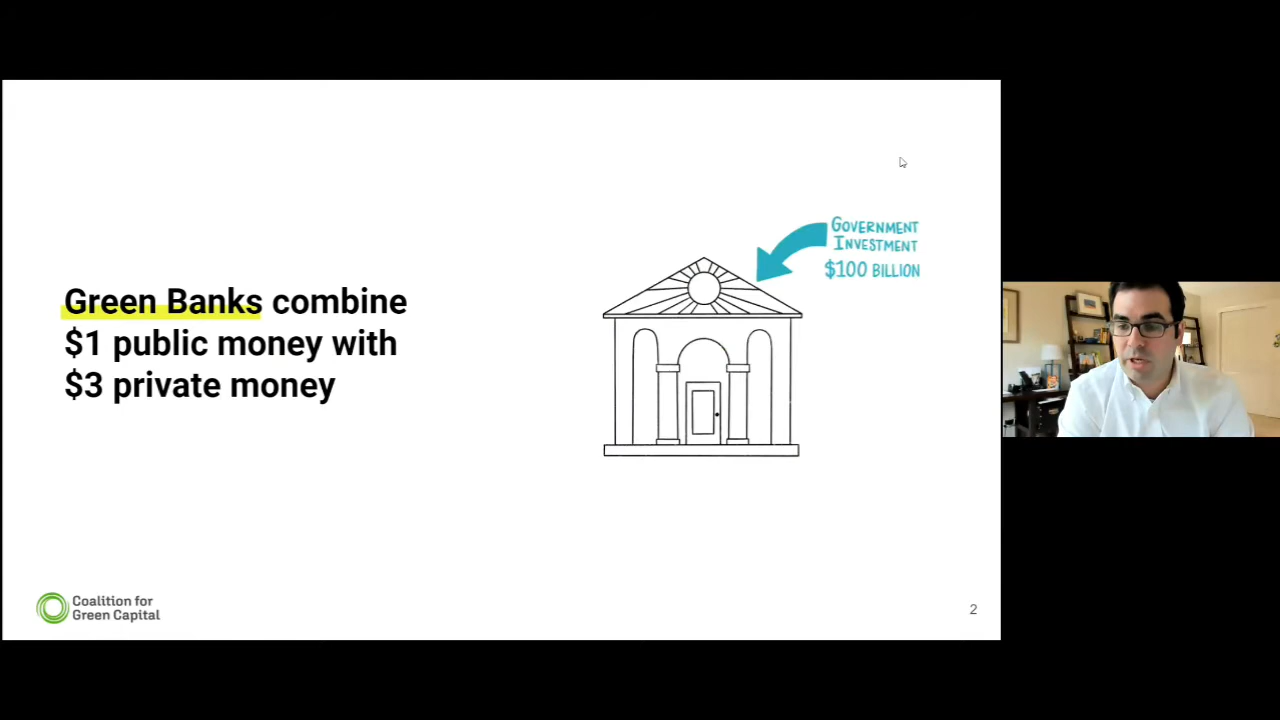 Green Banks combine
$1 public money with
$3 private money
GOVERNMENT
INVESTMENT
$100 BILLION
Coalition for
Green Capital
2